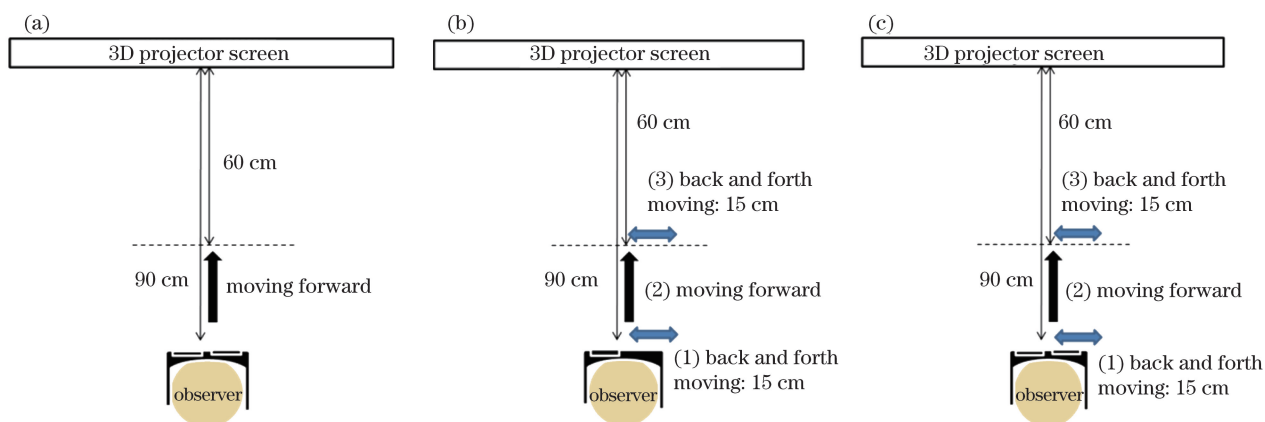 (a)
3D projector screen
60 cm
90 cm
moving forward
observer
(b)
3D projector screen
60 cm
(3) back and forth
moving: 15 cm
90 cm
(2) moving forward
(1) back and forth
moving: 15 cm
observer
(c)
3D projector screen
60 cm
(3) back and forth
moving: 15 cm
90 cm
(2) moving forward
(1) back and forth
moving: 15 cm
observer